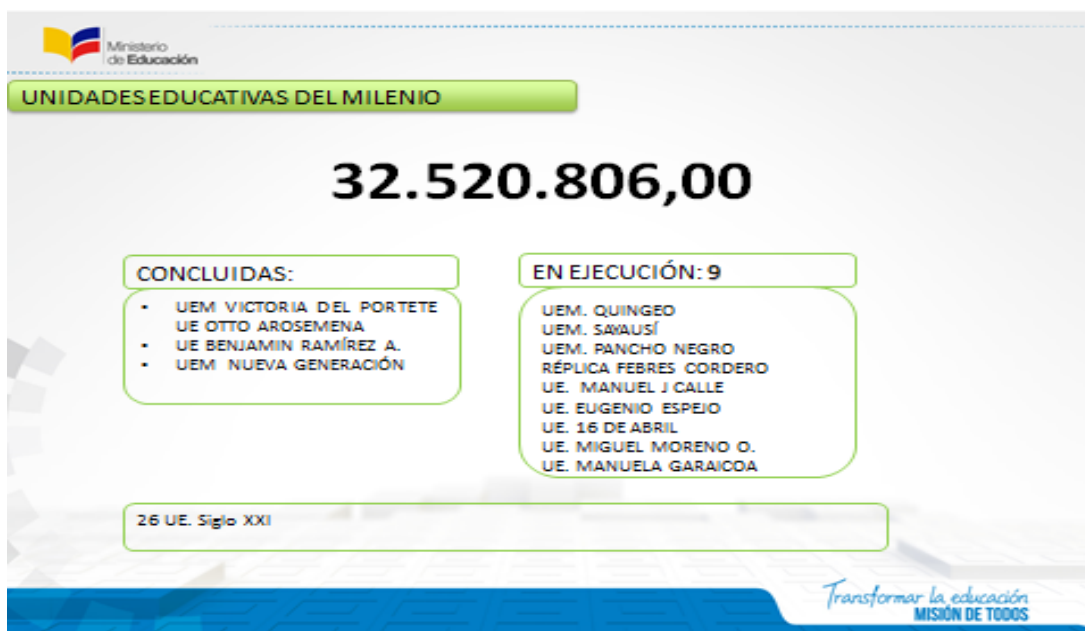 Ministerio
de Educación
UNIDADES EDUCATIVAS DEL MILENIO
32.520.806,00
CONCLUIDAS:
• UEM VICTORIA DEL PORTETE
UE OTTO AROSEMENA
• UE BENJAMIN RAMÍREZ A.
• UEM NUEVA GENERACIÓN
EN EJECUCIÓN: 9
UEM. QUINGEO
UEM. SAYAUSÍ
UEM. PANCHO NEGRO
RÉPLICA FEBRES CORDERO
UE. MANUEL J CALLE
UE. EUGENIO ESPEJO
UE. 16 DE ABRIL
UE. MIGUEL MORENO O.
UE. MANUELA GARAICOA
26 UE. Siglo XXI
Transformar la educación
MISIÓN DE TODOS